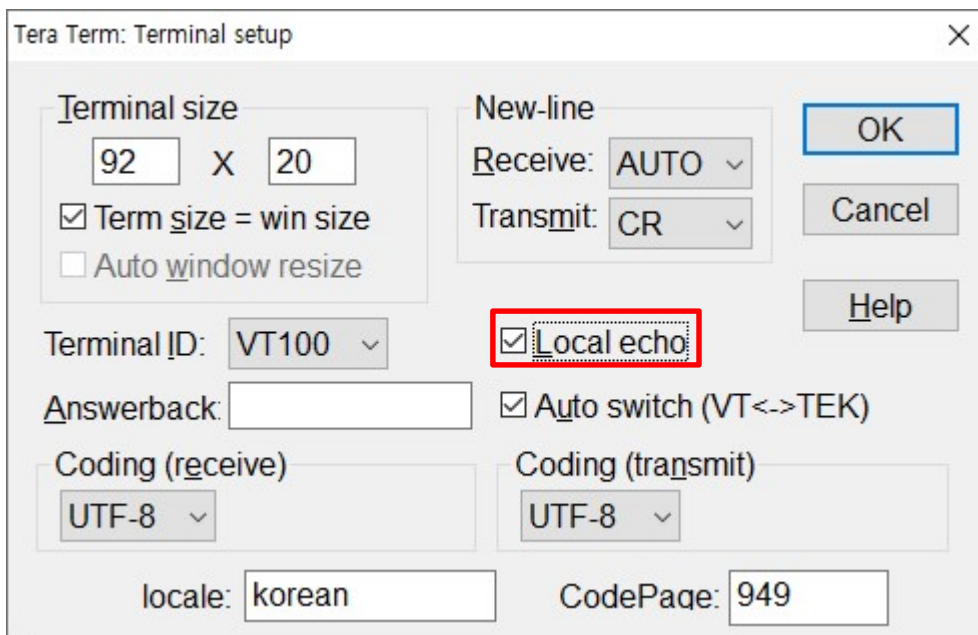 Tera Term: Terminal setup
Terminal size
92 X 20
Term size = win size
Auto window resize
New-line
Receive: AUTO
Transmit: CR
OK
Cancel
Help
Terminal ID: VT100
Local echo
Answerback:
Auto switch (VT<->TEK)
Coding (receive)
UTF-8
Coding (transmit)
UTF-8
locale: korean
CodePage: 949